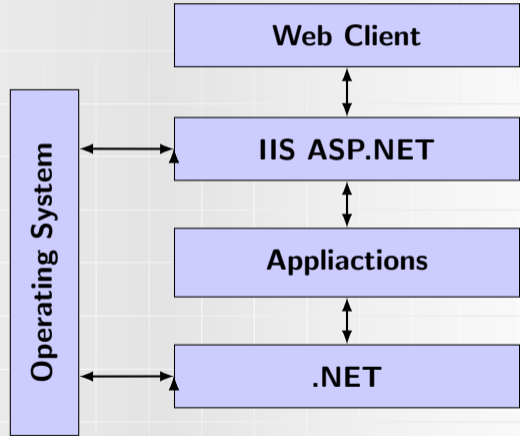 Web Client
IIS ASP.NET
Operating System
Appliactions
.NET